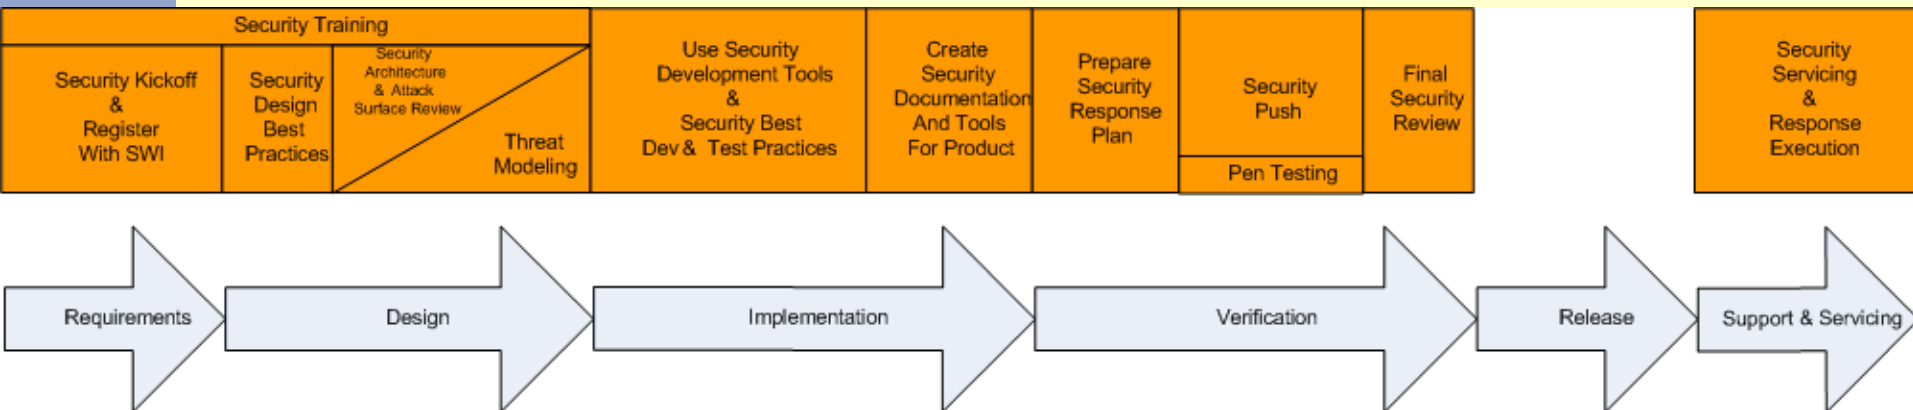 Security Training
Security Kickoff
&
Register
With SWI
Security
Design
Best
Practices
Security
Architecture
& Attack
Surface Review
Threat
Modeling
Use Security
Development Tools
&
Security Best
Dev & Test Practices
Create
Security
Documentation
And Tools
For Product
Prepare
Security
Response
Plan
Security
Push
Pen Testing
Final
Security
Review
Security
Servicing
&
Response
Execution
Requirements
Design
Implementation
Verification
Release
Support & Servicing